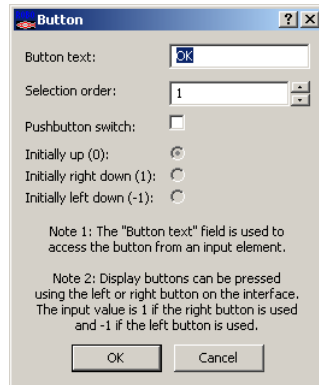 Button
Button text:
OK
Selection order:
1
Pushbutton switch:
Initially up (0):
Initially right down (1):
Initially left down (-1):
Note 1: The "Button text" field is used to
access the button from an input element.
Note 2: Display buttons can be pressed
using the left or right button on the interface.
The input value is 1 if the right button is used
and -1 if the left button is used.
OK
Cancel